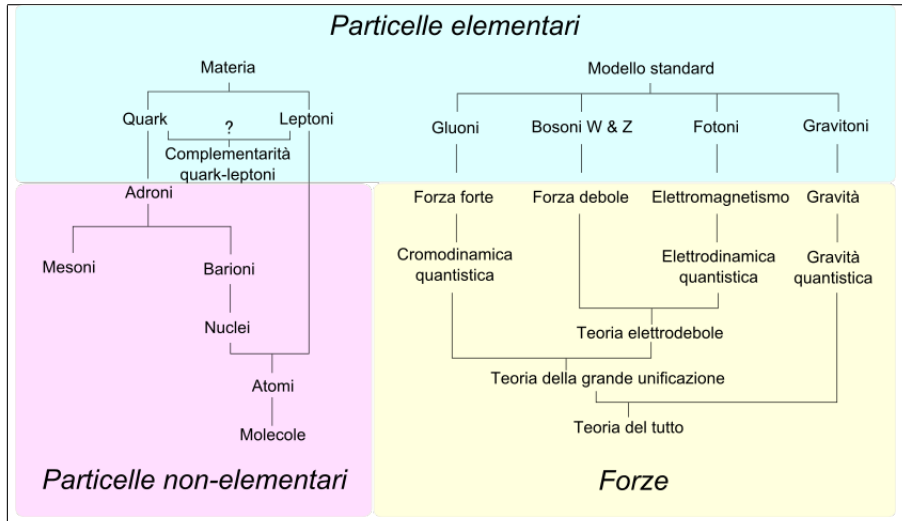 Particelle elementari
Materia
Modello standard
Quark
?
Leptoni
Gluoni
Bosoni W & Z
Fotoni
Gravitoni
Complementarità
quark-leptoni
Adroni
Forza forte
Forza debole
Elettromagnetismo
Gravità
Mesoni
Barioni
Cromodinamica
quantistica
Elettrodinamica
quantistica
Gravità
quantistica
Nuclei
Teoria elettrodebole
Atomi
Teoria della grande unificazione
Molecole
Teoria del tutto
Particelle non-elementari
Forze